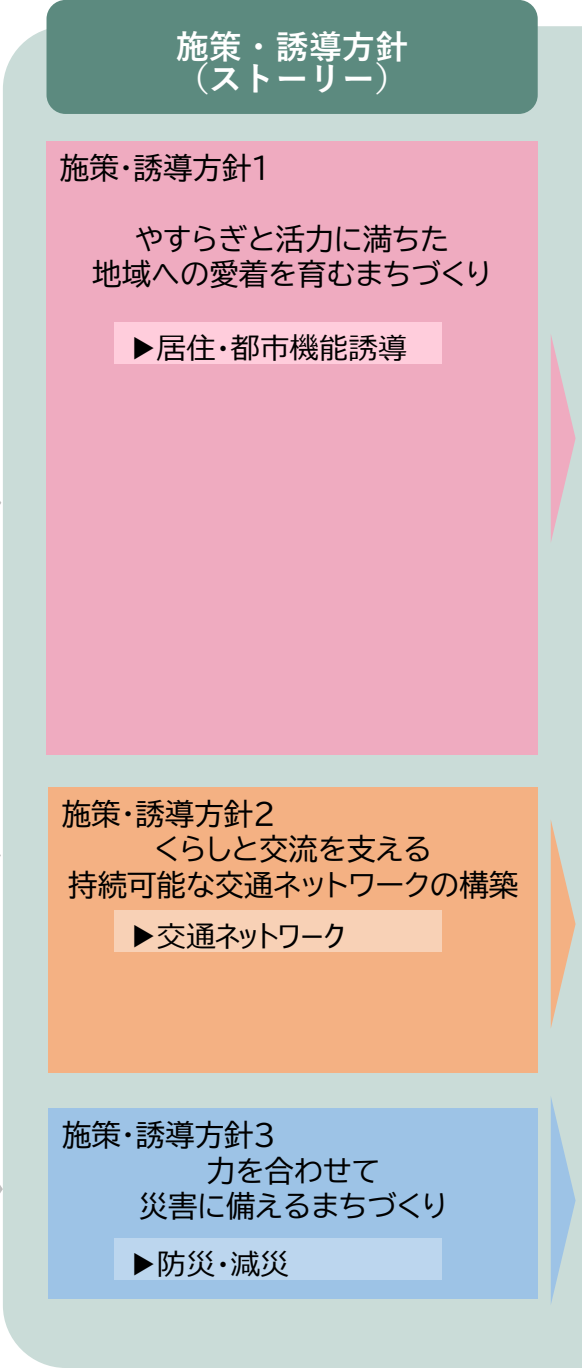 施策・誘導方針
（ストーリー）
施策・誘導方針1
やすらぎと活力に満ちた
地域への愛着を育むまちづくり
▶居住・都市機能誘導
施策・誘導方針2
くらしと交流を支える
持続可能な交通ネットワークの構築
▶交通ネットワーク
施策・誘導方針3
力を合わせて
災害に備えるまちづくり
▶防災・減災